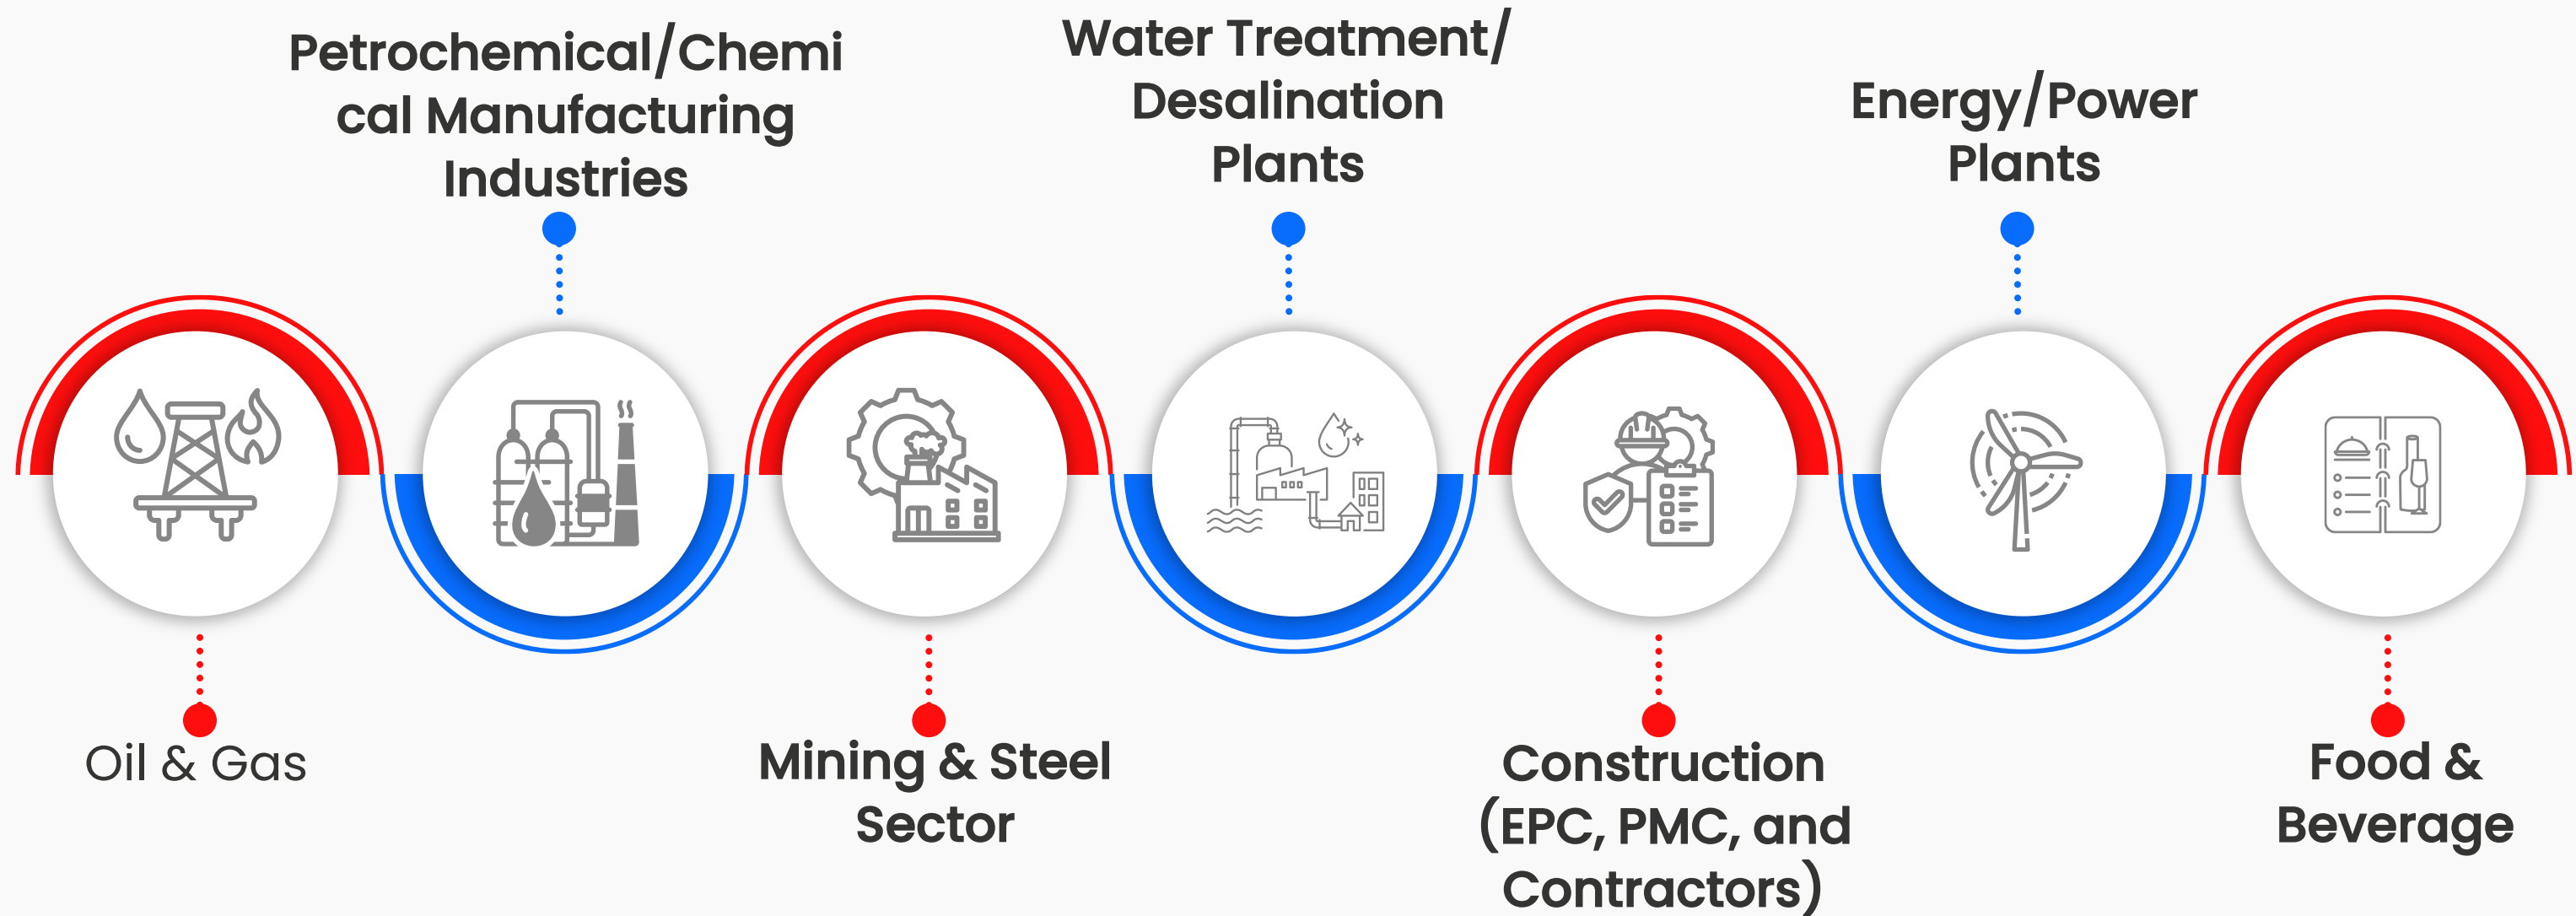 Petrochemical/Chemi
cal Manufacturing
Industries
Water Treatment/
Desalination
Plants
Energy/Power
Plants
Oil & Gas
Mining & Steel
Sector
Construction
(EPC, PMC, and
Contractors)
Food &
Beverage